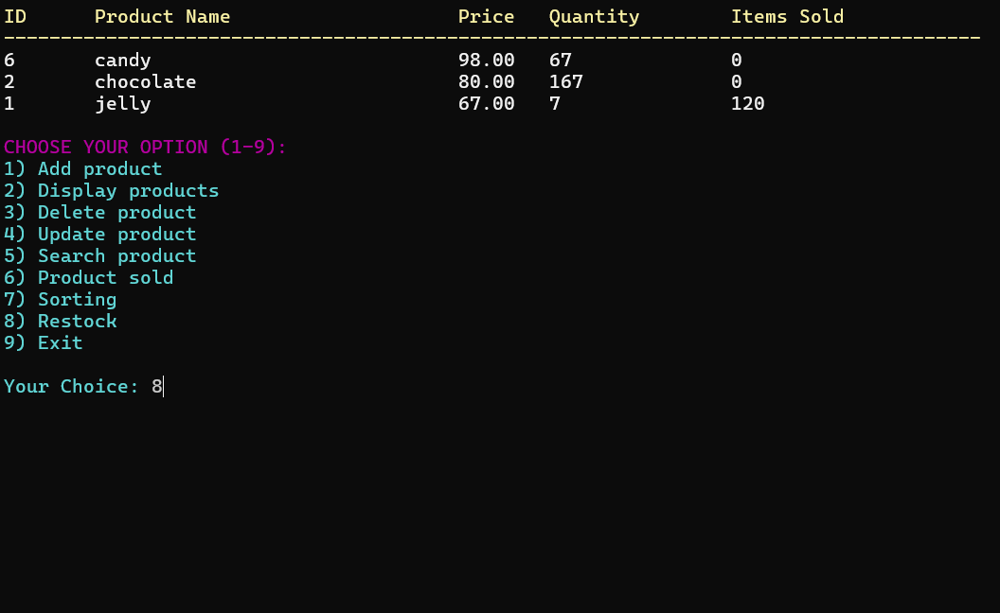 ID Product Name Price Quantity Items Sold
--------------------------------------------------------------------------------------
6 candy 98.00 67 0
2 chocolate 80.00 167 0
1 jelly 67.00 7 120
CHOOSE YOUR OPTION (1-9):
1) Add product
2) Display products
3) Delete product
4) Update product
5) Search product
6) Product sold
7) Sorting
8) Restock
9) Exit
Your Choice: 8